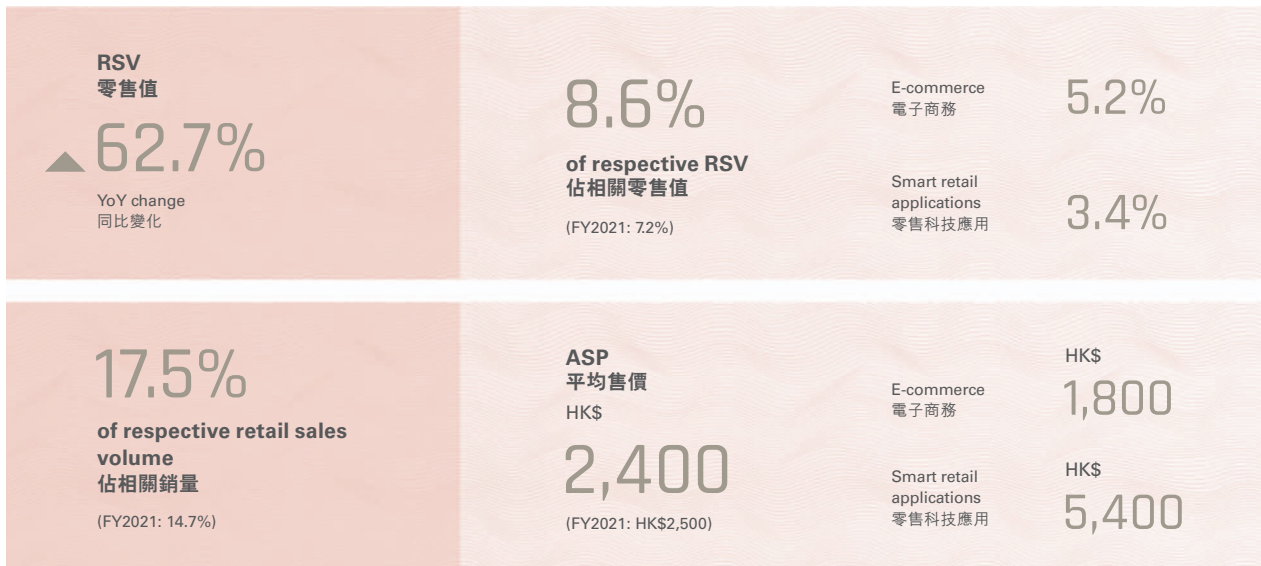 RSV
零售值
62.7%
YoY change
同比變化
8.6%
of respective RSV
佔相關零售值
(FY2021: 7.2%)
E-commerce
電子商務
5.2%
Smart retail
applications
零售科技應用
3.4%
17.5%
of respective retail sales
volume
佔相關銷量
(FY2021: 14.7%)
ASP
平均售價
HK$
2,400
(FY2021: HK$2,500)
E-commerce
電子商務
HK$
1,800
Smart retail
applications
零售科技應用
HK$
5,400